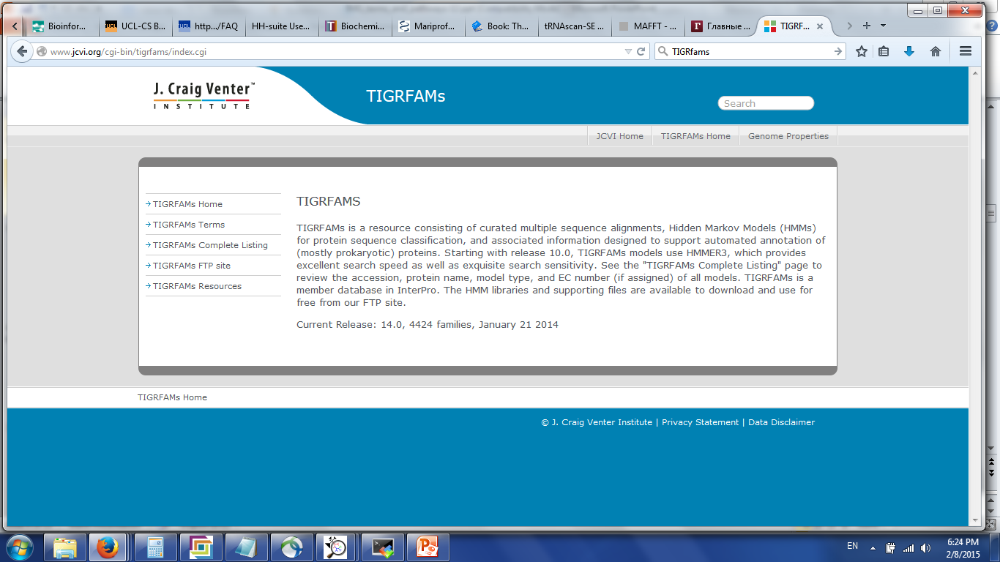 Bioinfor...
UCL-CS B...
http.../FAQ
HH-suite Use...
Biochemi...
Mariprof...
Book: Th...
tRNAscan-SE ...
MAFFT - ...
Главные ...
TIGRF...
www.jcvi.org/cgi-bin/tigrfams/index.cgi
TIGRfams
J. Craig Venter™
INSTITUTE
TIGRFAMs
Search
JCVI Home
TIGRFAMs Home
Genome Properties
TIGRFAMs Home
TIGRFAMs Terms
TIGRFAMs Complete Listing
TIGRFAMs FTP site
TIGRFAMs Resources
TIGRFAMS
TIGRFAMs is a resource consisting of curated multiple sequence alignments, Hidden Markov Models (HMMs)
for protein sequence classification, and associated information designed to support automated annotation of
(mostly prokaryotic) proteins. Starting with release 10.0, TIGRFAMs models use HMMER3, which provides
excellent search speed as well as exquisite search sensitivity. See the "TIGRFAMs Complete Listing" page to
review the accession, protein name, model type, and EC number (if assigned) of all models. TIGRFAMs is a
member database in InterPro. The HMM libraries and supporting files are available to download and use for
free from our FTP site.
Current Release: 14.0, 4424 families, January 21 2014
TIGRFAMs Home
© J. Craig Venter Institute | Privacy Statement | Data Disclaimer
EN
6:24 PM
2/8/2015